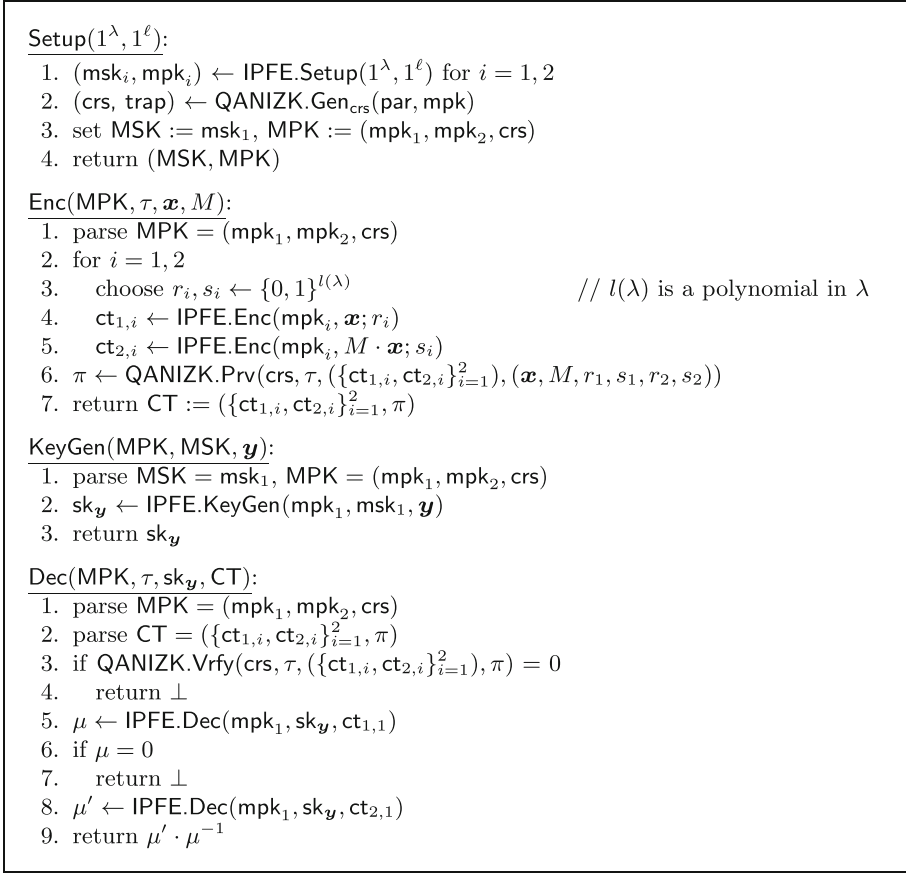 Setup(1^λ, 1^ℓ):
1. (msk_i, mpk_i) ← IPFE.Setup(1^λ, 1^ℓ) for i = 1, 2
2. (crs, trap) ← QANIZK.Gen_crs(par, mpk)
3. set MSK := msk_1, MPK := (mpk_1, mpk_2, crs)
4. return (MSK, MPK)
Enc(MPK, τ, x, M):
1. parse MPK = (mpk_1, mpk_2, crs)
2. for i = 1, 2
3. choose r_i, s_i ← {0, 1}^{l(λ)} // l(λ) is a polynomial in λ
4. ct_{1,i} ← IPFE.Enc(mpk_i, x; r_i)
5. ct_{2,i} ← IPFE.Enc(mpk_i, M · x; s_i)
6. π ← QANIZK.Prv(crs, τ, ({ct_{1,i}, ct_{2,i}}_{i=1}^2), (x, M, r_1, s_1, r_2, s_2))
7. return CT := ({ct_{1,i}, ct_{2,i}}_{i=1}^2, π)
KeyGen(MPK, MSK, y):
1. parse MSK = msk_1, MPK = (mpk_1, mpk_2, crs)
2. sk_y ← IPFE.KeyGen(mpk_1, msk_1, y)
3. return sk_y
Dec(MPK, τ, sk_y, CT):
1. parse MPK = (mpk_1, mpk_2, crs)
2. parse CT = ({ct_{1,i}, ct_{2,i}}_{i=1}^2, π)
3. if QANIZK.Vrfy(crs, τ, ({ct_{1,i}, ct_{2,i}}_{i=1}^2), π) = 0
4. return ⊥
5. μ ← IPFE.Dec(mpk_1, sk_y, ct_{1,1})
6. if μ = 0
7. return ⊥
8. μ′ ← IPFE.Dec(mpk_1, sk_y, ct_{2,1})
9. return μ′ · μ^{−1}